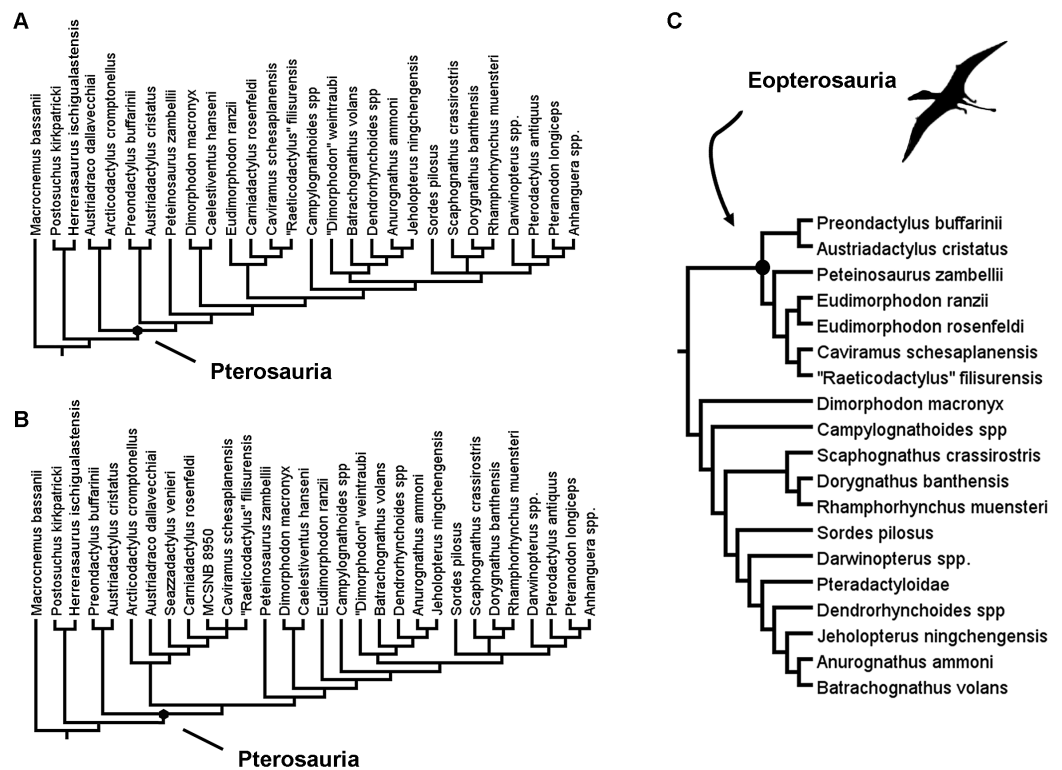 A
Macrocnemus bassanii
Postosuchus kirkpatricki
Herrerasaurus ischigualastensis
Austriadraco dallavecchiai
Arcticodactylus cromptonellus
Preondactylus buffarinii
Austriadactylus cristatus
Peteinosaurus zambellii
Dimorphodon macronyx
Caelestiventus hanseni
Eudimorphodon ranzii
Carniadactylus rosenfeldi
Caviramus schesaplanensis
"Raeticodactylus" filisurensis
Campylognathoides spp
"Dimorphodon" weintraubi
Batrachognathus volans
Dendrorhynchoides spp
Anurognathus ammoni
Jeholopterus ningchengensis
Sordes pilosus
Scaphognathus crassirostris
Dorygnathus banthensis
Rhamphorhynchus muensteri
Darwinopterus spp.
Pterodactylus antiquus
Pteranodon longiceps
Anhanguera spp.
Pterosauria
B
Macrocnemus bassanii
Postosuchus kirkpatricki
Herrerasaurus ischigualastensis
Preondactylus buffarinii
Austriadactylus cristatus
Arcticodactylus cromptonellus
Austriadraco dallavecchiai
Seazzadactylus venieri
Carniadactylus rosenfeldi
MCSNB 8950
Caviramus schesaplanensis
"Raeticodactylus" filisurensis
Peteinosaurus zambellii
Dimorphodon macronyx
Caelestiventus hanseni
Eudimorphodon ranzii
Campylognathoides spp
"Dimorphodon" weintraubi
Batrachognathus volans
Dendrorhynchoides spp
Anurognathus ammoni
Jeholopterus ningchengensis
Sordes pilosus
Scaphognathus crassirostris
Dorygnathus banthensis
Rhamphorhynchus muensteri
Darwinopterus spp.
Pterodactylus antiquus
Pteranodon longiceps
Anhanguera spp.
Pterosauria
C
Eopterosauria
Preondactylus buffarinii
Austriadactylus cristatus
Peteinosaurus zambellii
Eudimorphodon ranzii
Eudimorphodon rosenfeldi
Caviramus schesaplanensis
"Raeticodactylus" filisurensis
Dimorphodon macronyx
Campylognathoides spp
Scaphognathus crassirostris
Dorygnathus banthensis
Rhamphorhynchus muensteri
Sordes pilosus
Darwinopterus spp.
Pteradactyloidae
Dendrorhynchoides spp
Jeholopterus ningchengensis
Anurognathus ammoni
Batrachognathus volans